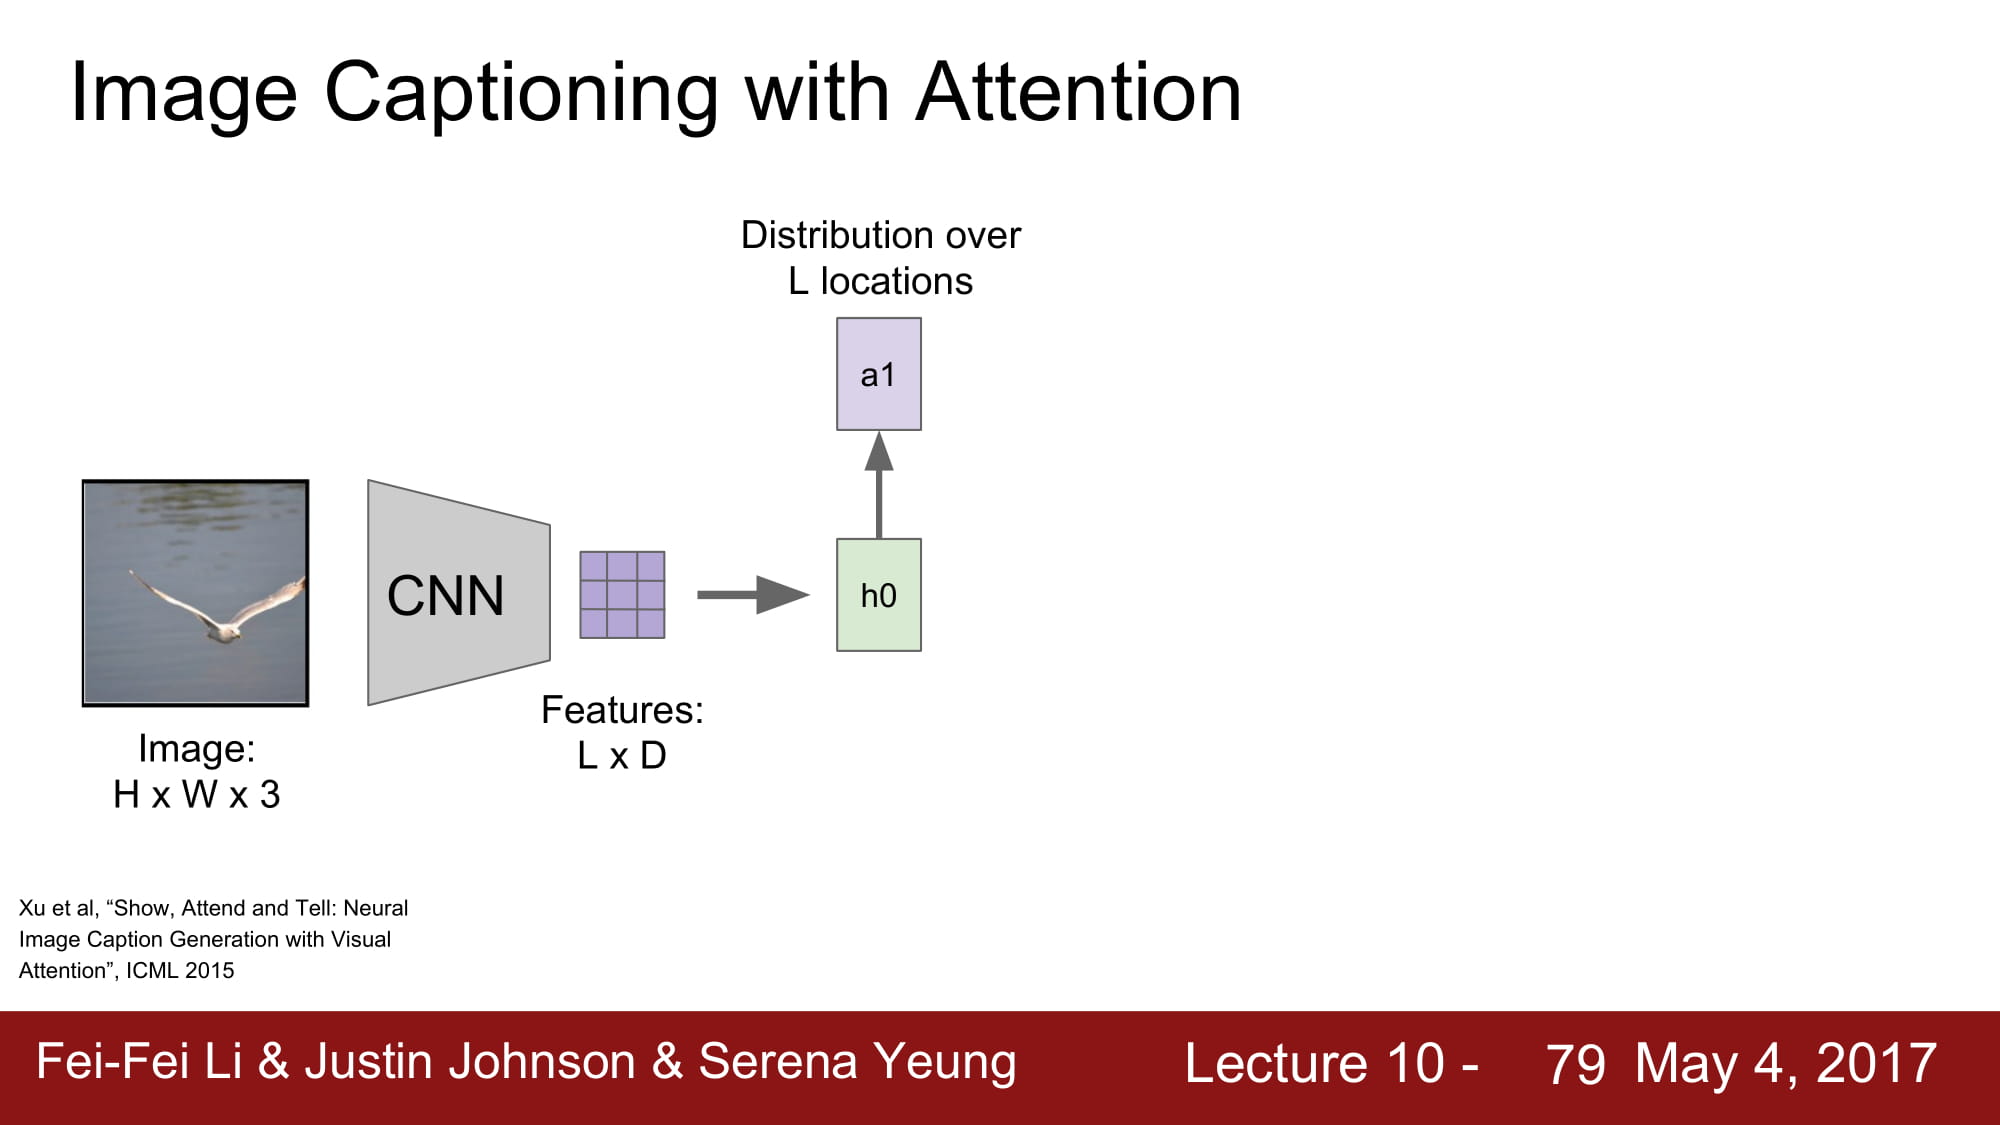 Image Captioning with Attention
Distribution over
L locations
a1
CNN
h0
Features:
L x D
Image:
H x W x 3
Xu et al, “Show, Attend and Tell: Neural
Image Caption Generation with Visual
Attention”, ICML 2015
Fei-Fei Li & Justin Johnson & Serena Yeung
Lecture 10 - 79 May 4, 2017